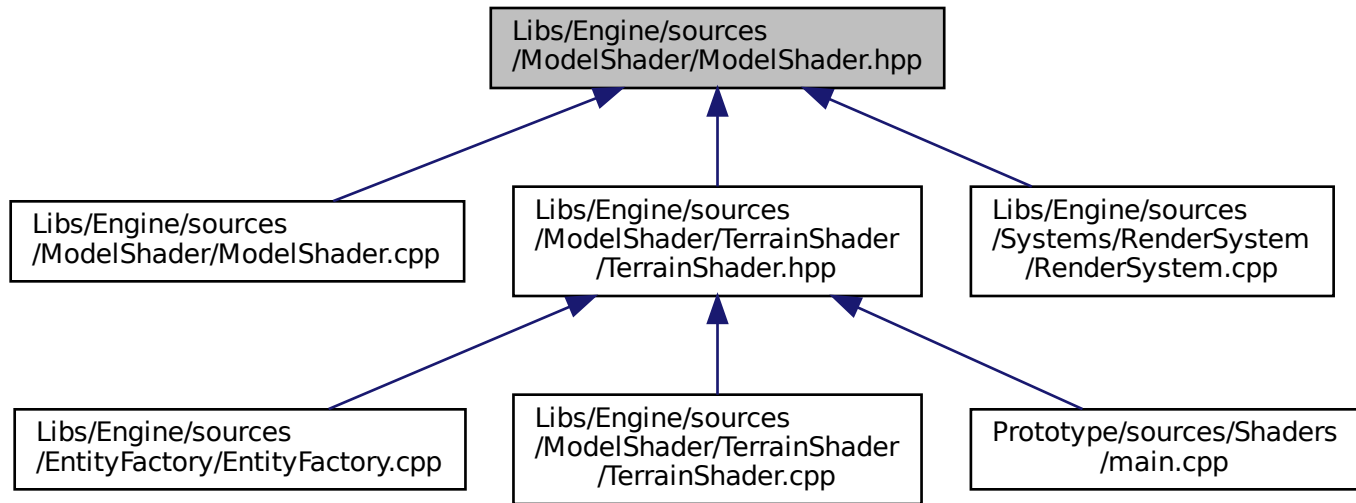 Libs/Engine/sources
/ModelShader/ModelShader.hpp
Libs/Engine/sources
/ModelShader/ModelShader.cpp
Libs/Engine/sources
/ModelShader/TerrainShader
/TerrainShader.hpp
Libs/Engine/sources
/Systems/RenderSystem
/RenderSystem.cpp
Libs/Engine/sources
/EntityFactory/EntityFactory.cpp
Libs/Engine/sources
/ModelShader/TerrainShader
/TerrainShader.cpp
Prototype/sources/Shaders
/main.cpp